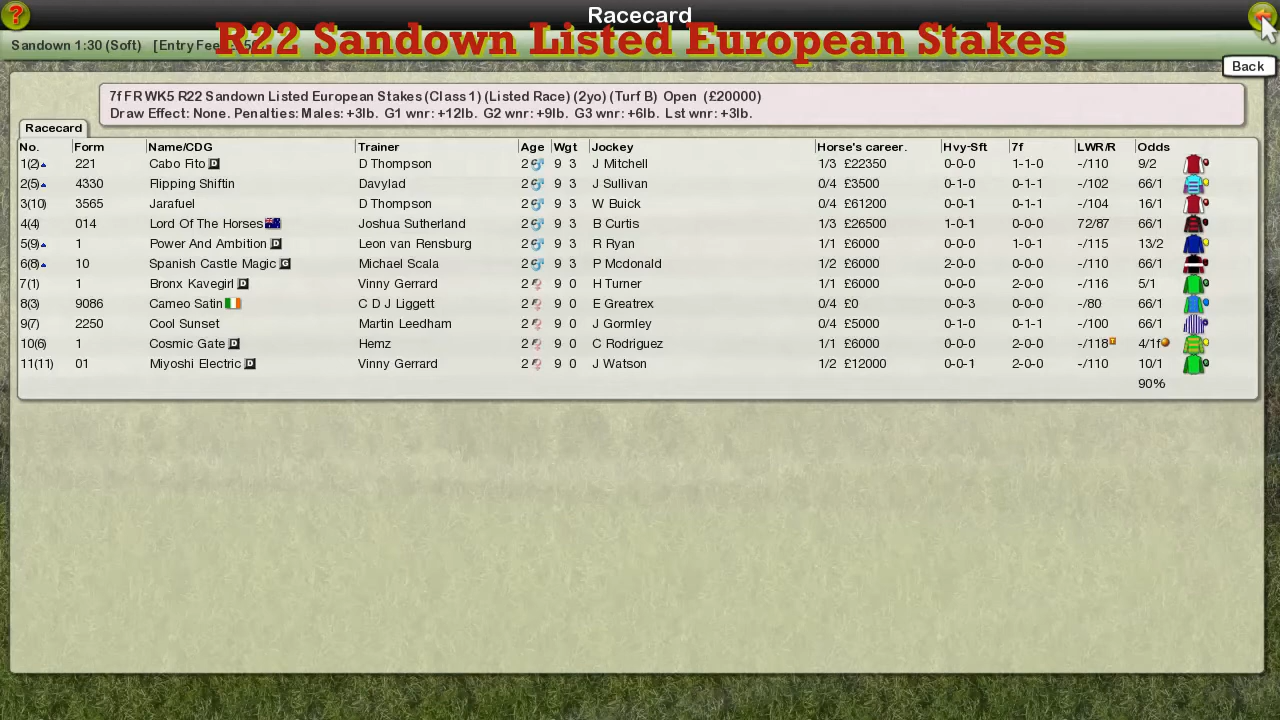 Racecard
R22 Sandown Listed European Stakes
Sandown 1:30 (Soft) [Entry Fee
Back
7f FR WK5 R22 Sandown Listed European Stakes (Class 1) (Listed Race) (2yo) (Turf B) Open (£20000)
Draw Effect: None. Penalties: Males: +3lb. G1 wnr: +12lb. G2 wnr: +9lb. G3 wnr: +6lb. Lst wnr: +3lb.
Racecard
No. Form Name/CDG Trainer Age Wgt Jockey Horse's career. Hvy-Sft 7f LWR/R Odds
1(2) 221 Cabo Fito D D Thompson 2 9 3 J Mitchell 1/3 £22350 0-0-0 1-1-0 -/110 9/2
2(5) 4330 Ripping Shiftin Davylad 2 9 3 J Sullivan 0/4 £3500 0-1-0 0-1-1 -/102 66/1
3(10) 3565 Jarafuel D Thompson 2 9 3 W Buick 0/4 £61200 0-0-1 0-1-1 -/104 16/1
4(4) 014 Lord Of The Horses Joshua Sutherland 2 9 3 B Curtis 1/3 £26500 1-0-1 0-0-0 72/87 66/1
5(9) 1 Power And Ambition D Leon van Rensburg 2 9 3 R Ryan 1/1 £6000 0-0-0 1-0-1 -/115 13/2
6(8) 10 Spanish Castle Magic G Michael Scala 2 9 3 P Mcdonald 1/2 £6000 2-0-0 0-0-0 -/110 66/1
7(1) 1 Bronx Kavegirl D Vinny Gerrard 2 9 0 H Turner 1/1 £6000 0-0-0 2-0-0 -/116 5/1
8(3) 9086 Cameo Satin C D J Liggett 2 9 0 E Greatrex 0/4 £0 0-0-3 0-0-0 -/80 66/1
9(7) 2250 Cool Sunset Martin Leedham 2 9 0 J Gormley 0/4 £5000 0-1-0 0-1-1 -/100 66/1
10(6) 1 Cosmic Gate D Hemz 2 9 0 C Rodriguez 1/1 £6000 0-0-0 2-0-0 -/118 T 4/1f
11(11) 01 Miyoshi Electric D Vinny Gerrard 2 9 0 J Watson 1/2 £12000 0-0-1 2-0-0 -/110 10/1
90%